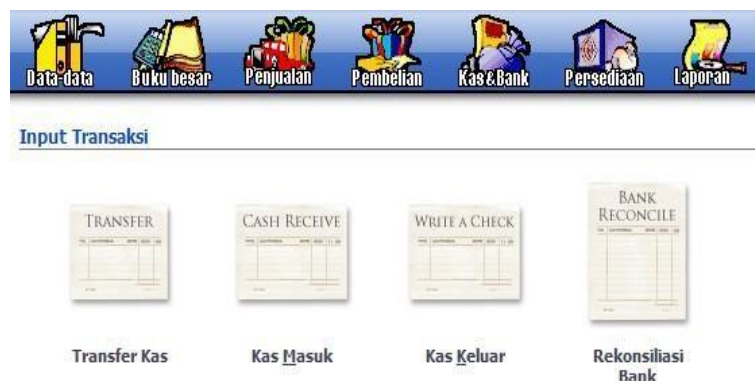 Data-data Buku besar Penjualan Pembelian Kas&Bank Persediaan Laporan
Input Transaksi
TRANSFER CASH RECEIVE WRITE A CHECK BANK RECONCILE
Transfer Kas Kas Masuk Kas Keluar Rekonsiliasi Bank